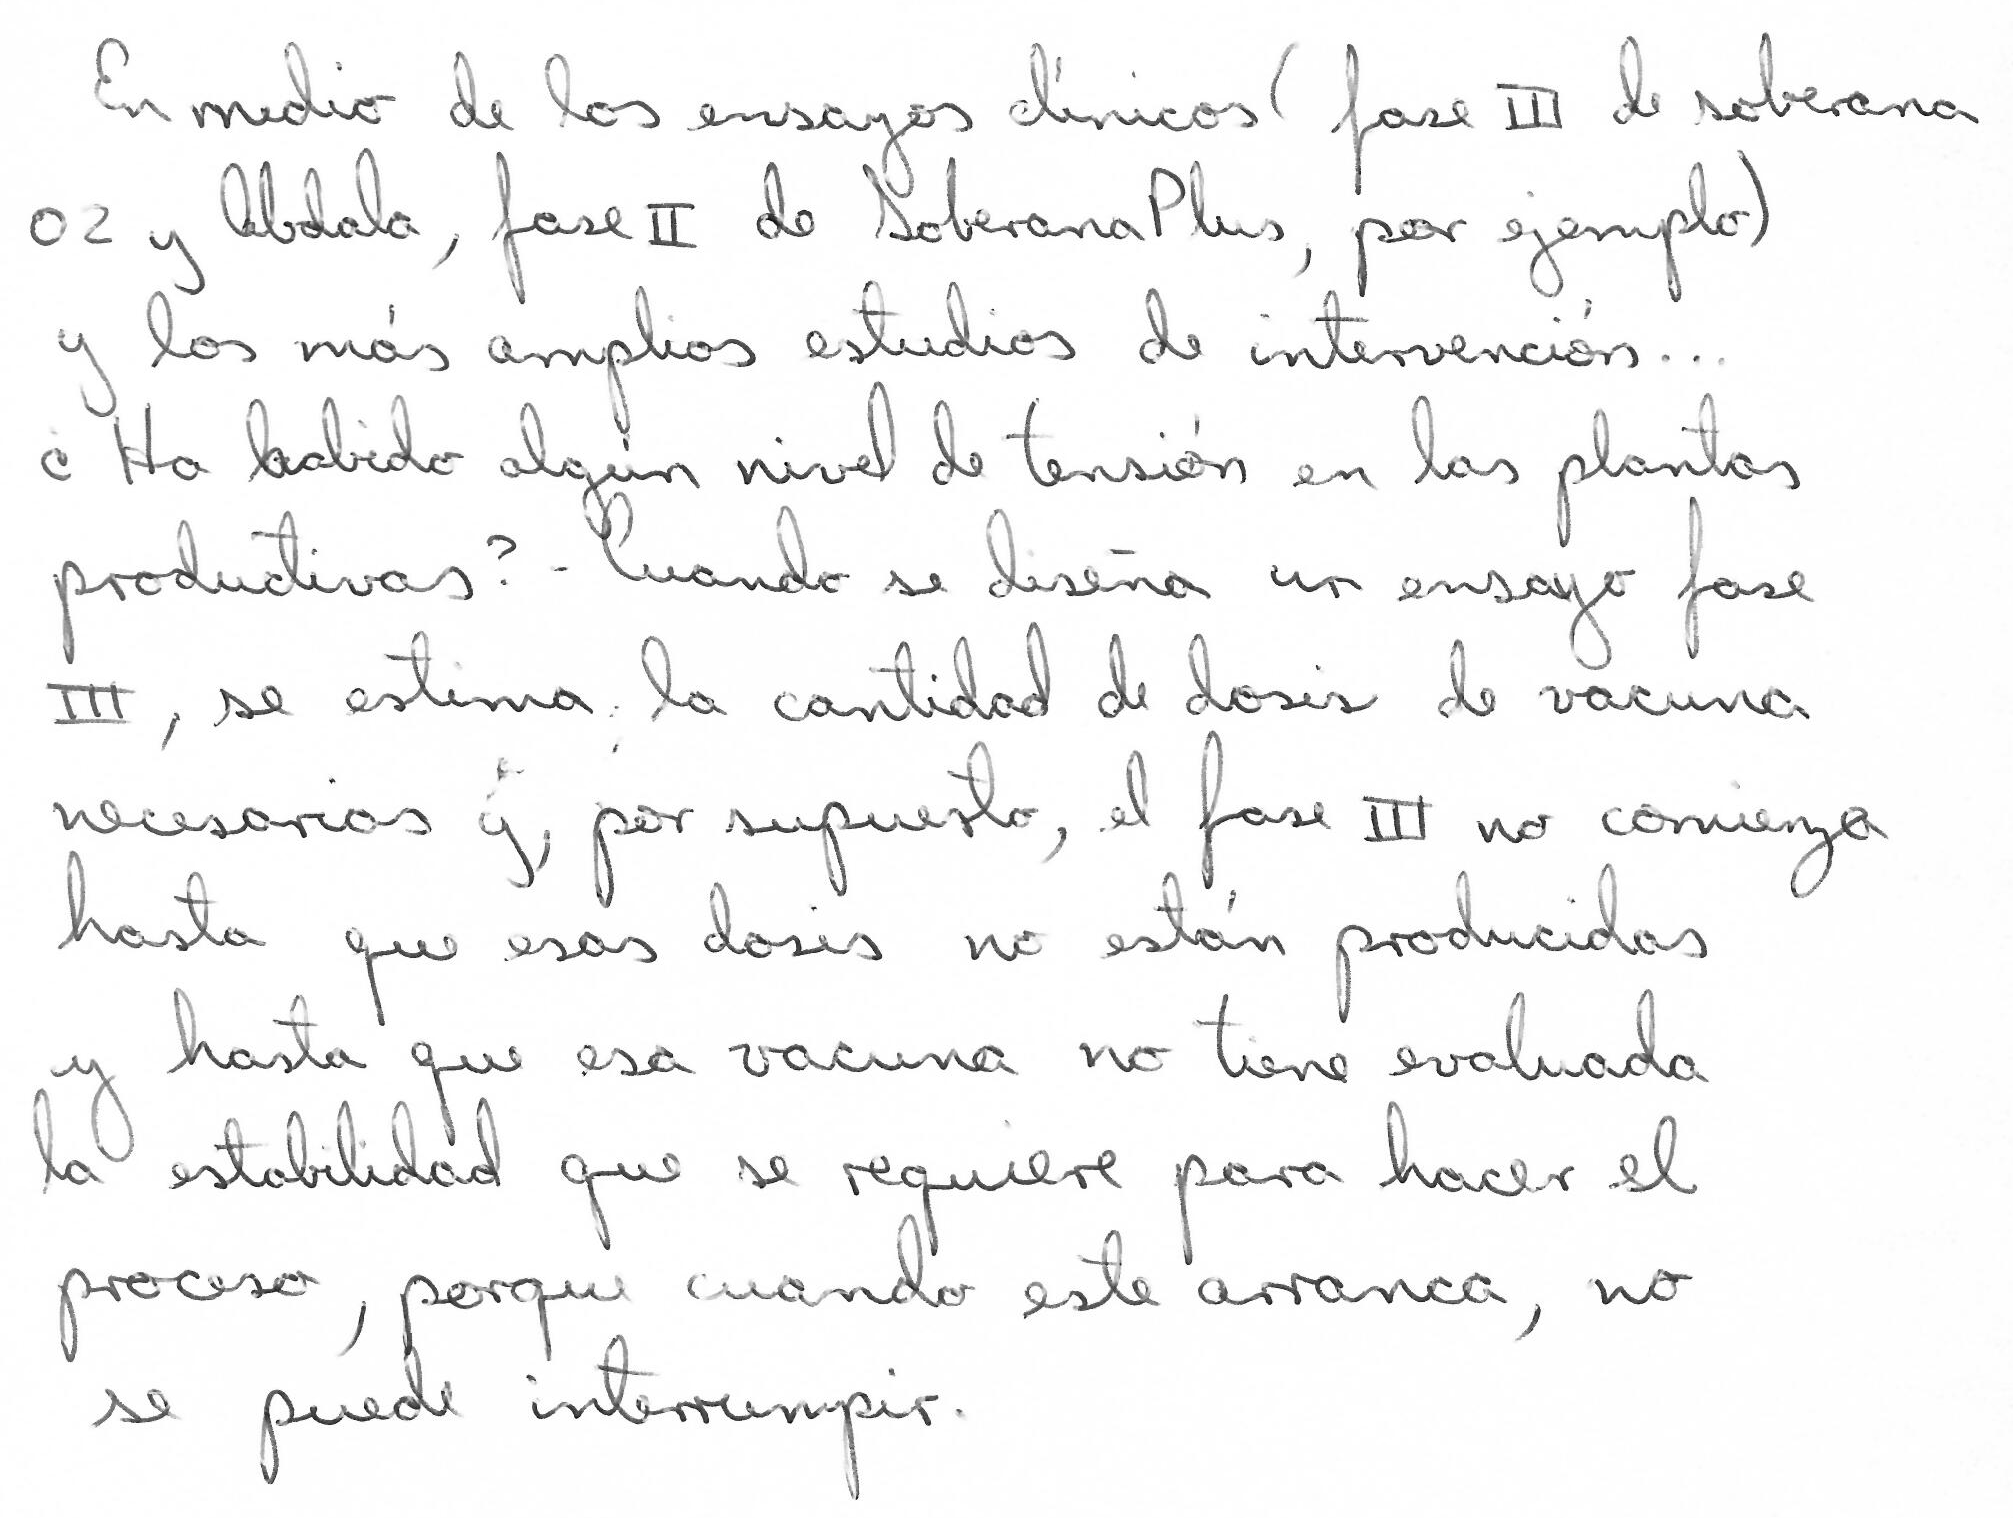 En medio de los ensayos clínicos (fase III de soberana
02 y Abdala, fase II de Soberana Plus, por ejemplo)
y los más amplios estudios de intervención...
¿Ha habido algún nivel de tensión en las plantas
productivas? - Cuando se diseña un ensayo fase
III, se estima la cantidad de dosis de vacuna
necesarias y, por supuesto, el fase III no comienza
hasta que esas dosis no están producidas
y hasta que esa vacuna no tiene evaluada
la estabilidad que se requiere para hacer el
proceso, porque cuando este arranca, no
se puede interrumpir.